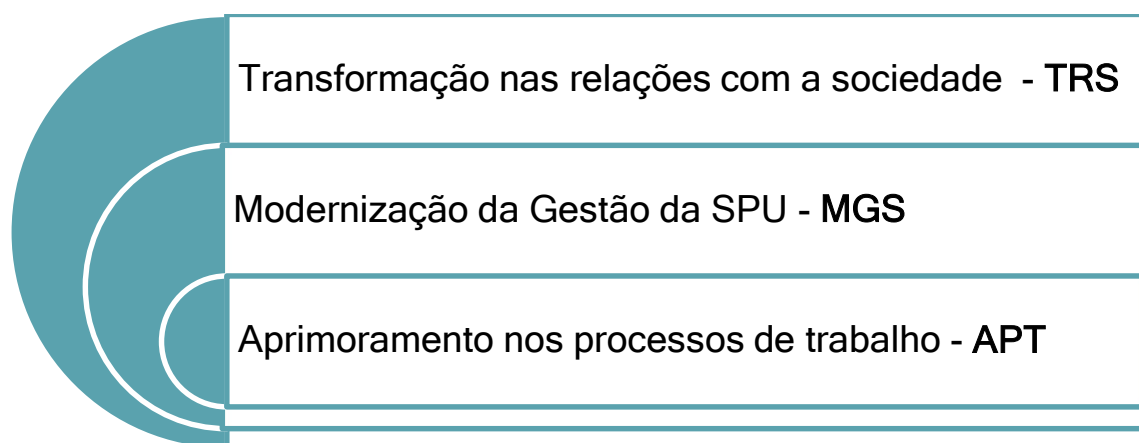 Transformação nas relações com a sociedade - TRS
Modernização da Gestão da SPU - MGS
Aprimoramento nos processos de trabalho - APT